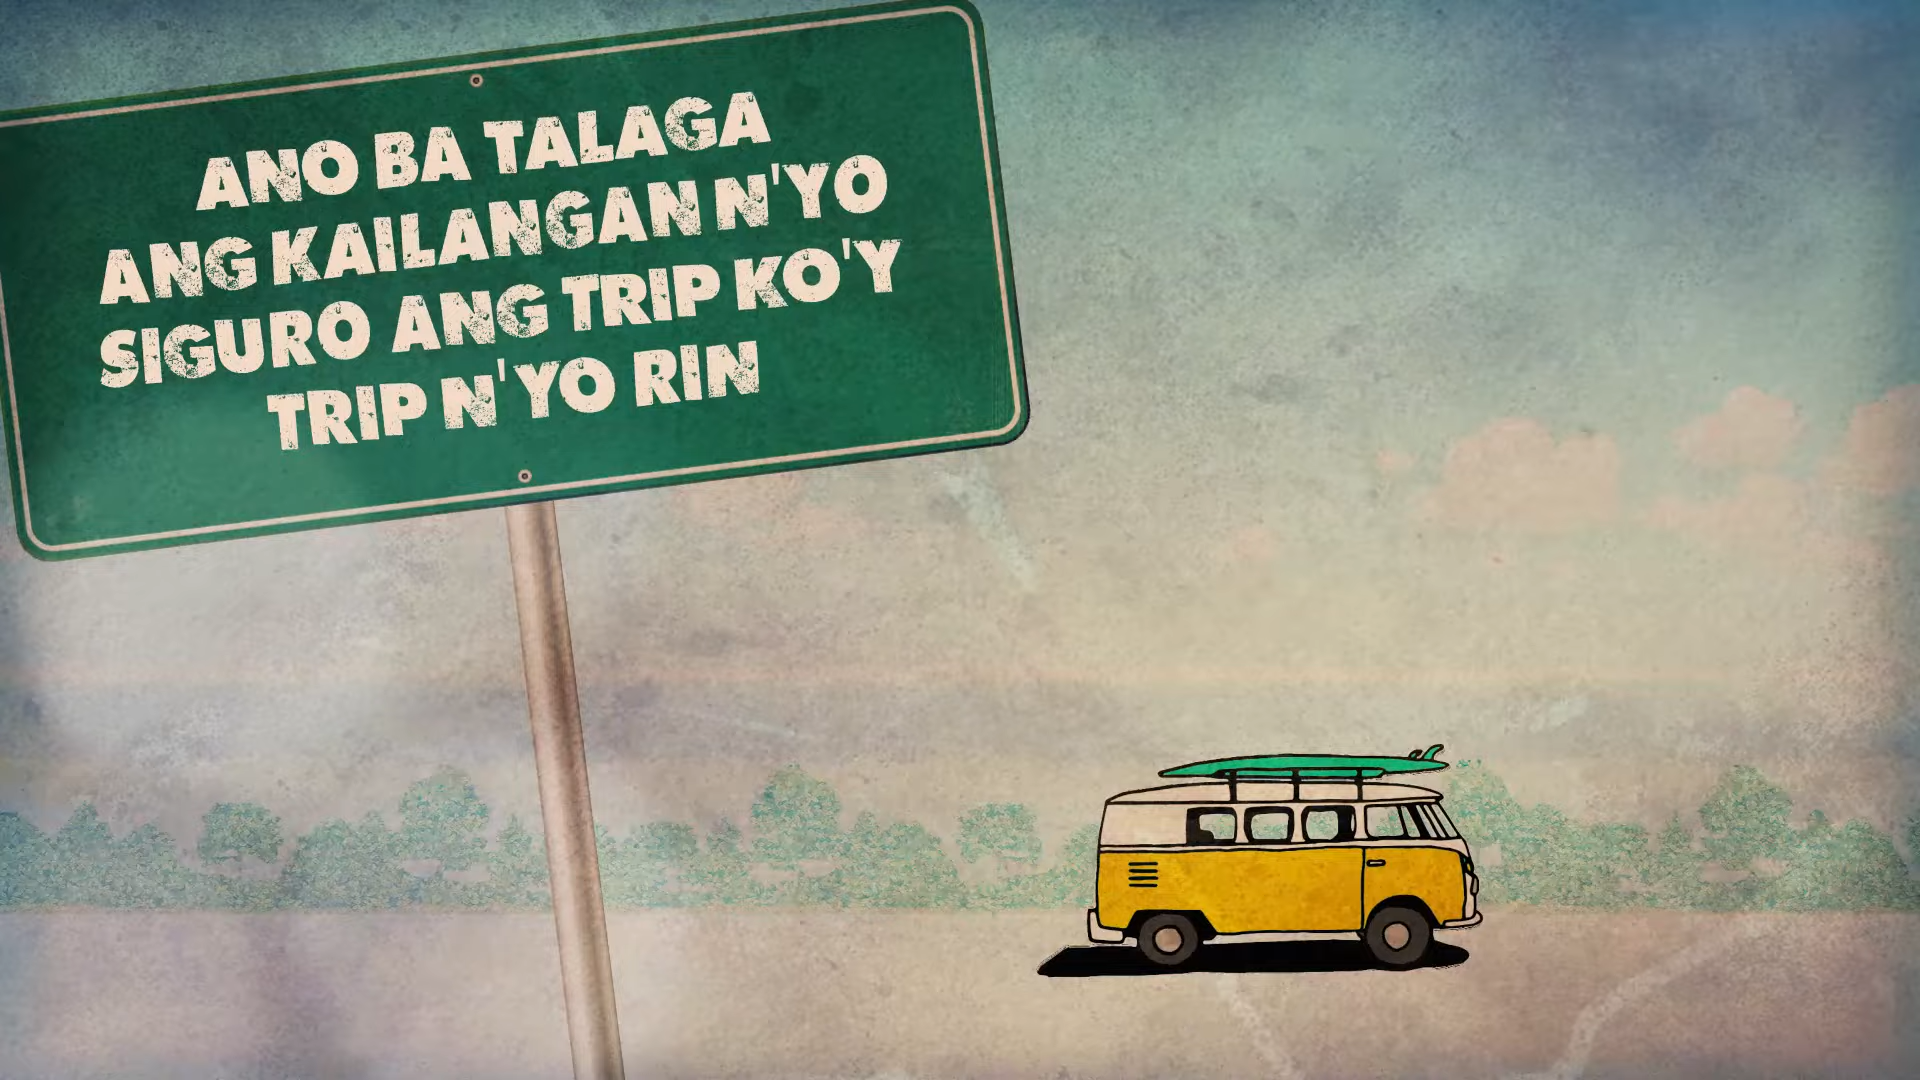 ANO BA TALAGA
ANG KAILANGAN N'YO
SIGURO ANG TRIP KO'Y
TRIP N'YO RIN